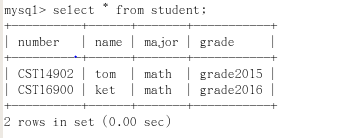 mysql> select * from student;
+----------+------+-------+-----------+
| number | name | major | grade |
+----------+------+-------+-----------+
| CST14902 | tom | math | grade2015 |
| CST16900 | ket | math | grade2016 |
+----------+------+-------+-----------+
2 rows in set (0.00 sec)